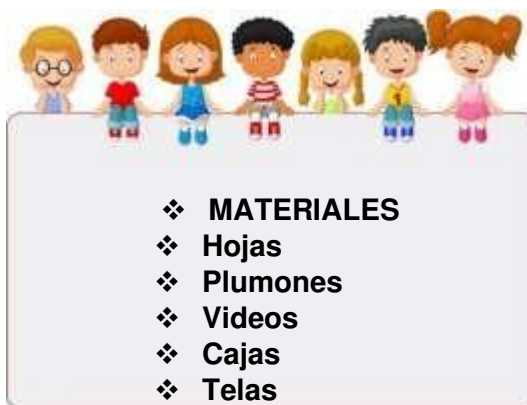 ❖ MATERIALES
❖ Hojas
❖ Plumones
❖ Videos
❖ Cajas
❖ Telas